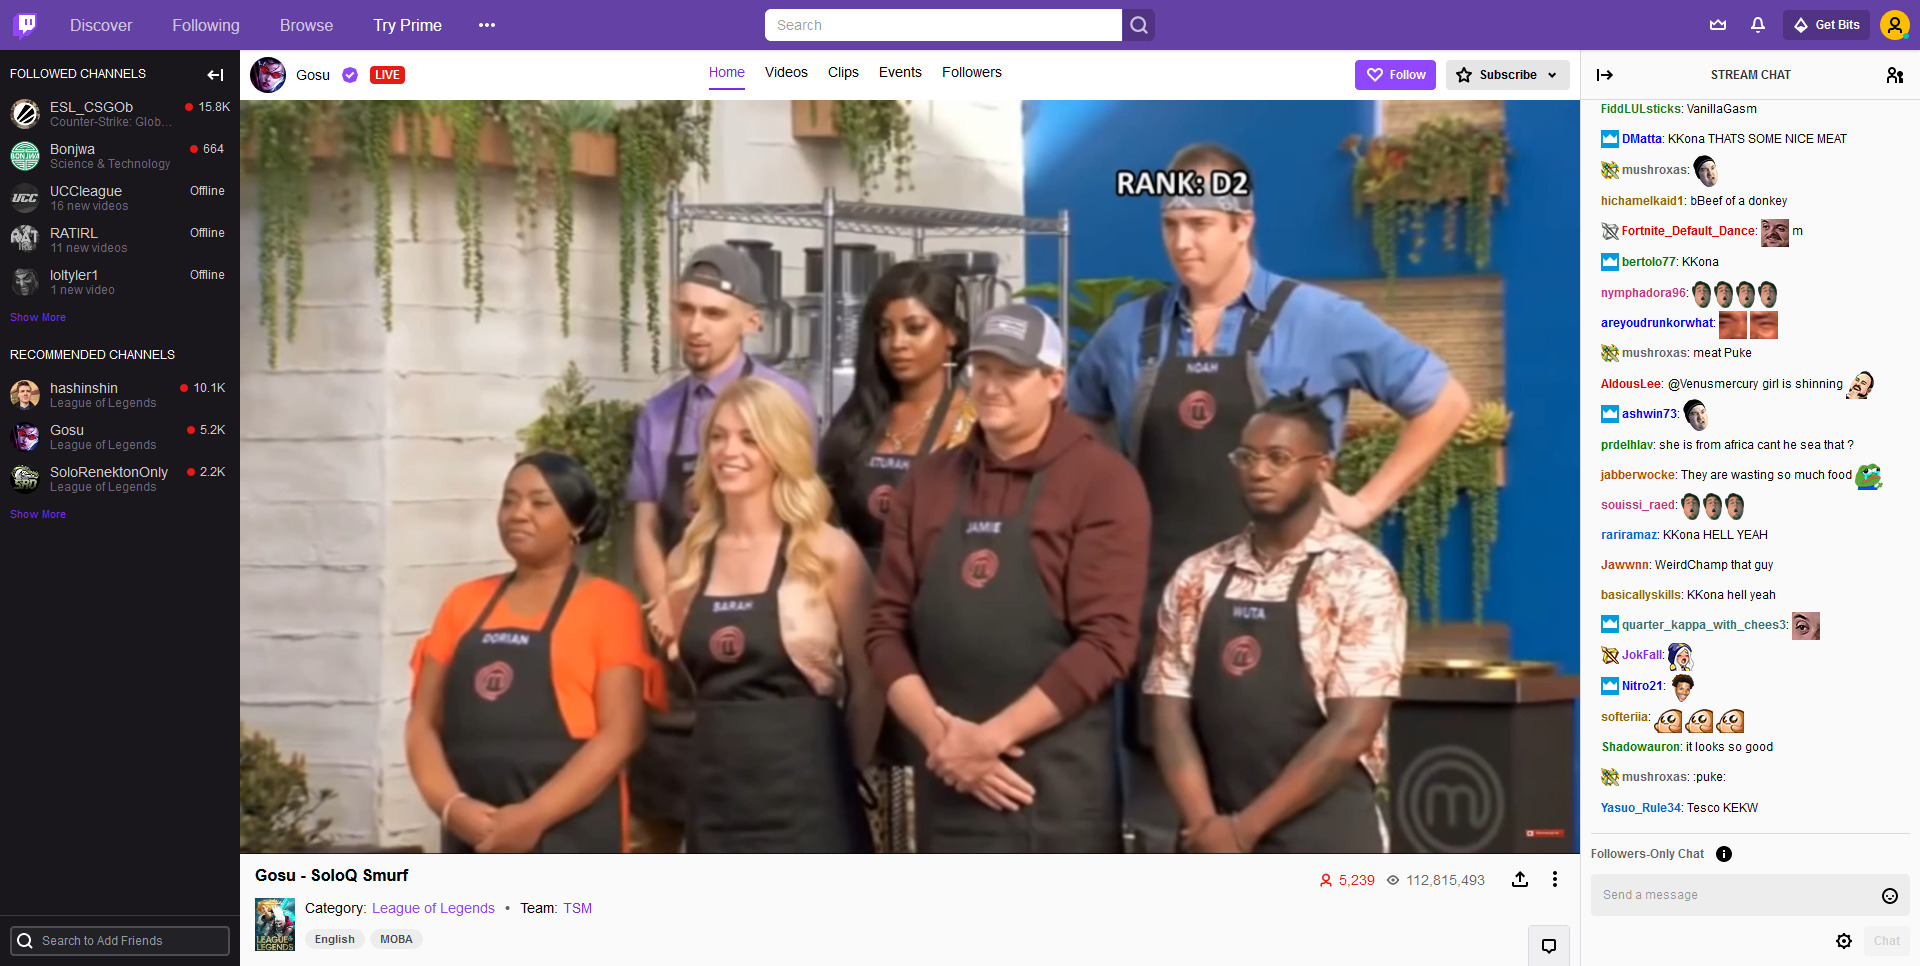 Discover
Following
Browse
Try Prime
Search
Get Bits
FOLLOWED CHANNELS
ESL_CSGOb
15.8K
Counter-Strike: Glob...
Bonjwa
664
Science & Technology
UCCleague
Offline
16 new videos
RATIRL
Offline
11 new videos
loltyler1
Offline
1 new video
Show More
RECOMMENDED CHANNELS
hashinshin
10.1K
League of Legends
Gosu
5.2K
League of Legends
SoloRenektonOnly
2.2K
League of Legends
Show More
Search to Add Friends
Gosu
LIVE
Home
Videos
Clips
Events
Followers
Follow
Subscribe
RANK: D2
NOAH
JAMIE
SARAH
WUTA
DORIAN
Gosu - SoloQ Smurf
5,239
112,815,493
Category: League of Legends • Team: TSM
LEAGUE LEGENDS
English
MOBA
STREAM CHAT
FiddLULsticks: VanillaGasm
DMatta: KKona THATS SOME NICE MEAT
mushroxas:
hichamelkaid1: bBeef of a donkey
Fortnite_Default_Dance: m
bertolo77: KKona
nymphadora96:
areyoudrunkorwhat:
mushroxas: meat Puke
AldousLee: @Venusmercury girl is shinning
ashwin73:
prdelhlav: she is from africa cant he sea that ?
jabberwocke: They are wasting so much food
souissi_raed:
rariramaz: KKona HELL YEAH
Jawwnn: WeirdChamp that guy
basicallyskills: KKona hell yeah
quarter_kappa_with_chees3:
JokFall:
Nitro21:
softeriia:
Shadowauron: it looks so good
mushroxas: :puke:
Yasuo_Rule34: Tesco KEKW
Followers-Only Chat
Send a message
Chat